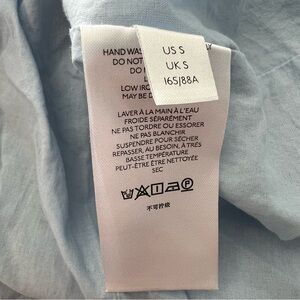 US S
UK S
165/88A
HAND WAS
DO NOT
DO
LOW IRO
MAY BE D
LAVER À LA MAIN À L'EAU
FROIDE SÉPARÉMENT
NE PAS TORDRE OU ESSORER
NE PAS BLANCHIR
SUSPENDRE POUR SÉCHER
REPASSER, AU BESOIN, À TRÈS
BASSE TEMPÉRATURE
PEUT-ÊTRE ÊTRE NETTOYÉE
SEC
不可拧绞